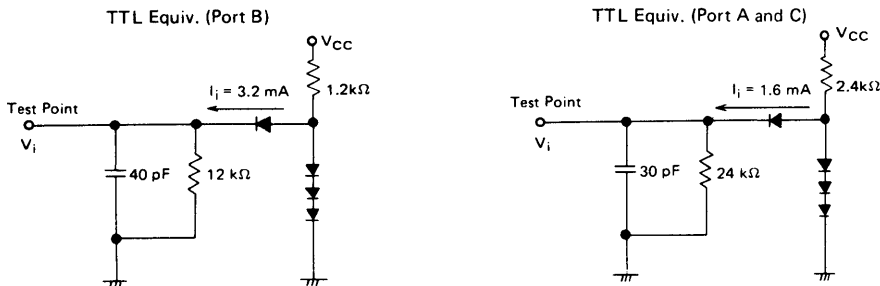 TTL Equiv. (Port B)
VCC
Ii = 3.2 mA
1.2kΩ
Test Point
Vi
40 pF
12 kΩ
TTL Equiv. (Port A and C)
VCC
Ii = 1.6 mA
2.4kΩ
Test Point
Vi
30 pF
24 kΩ